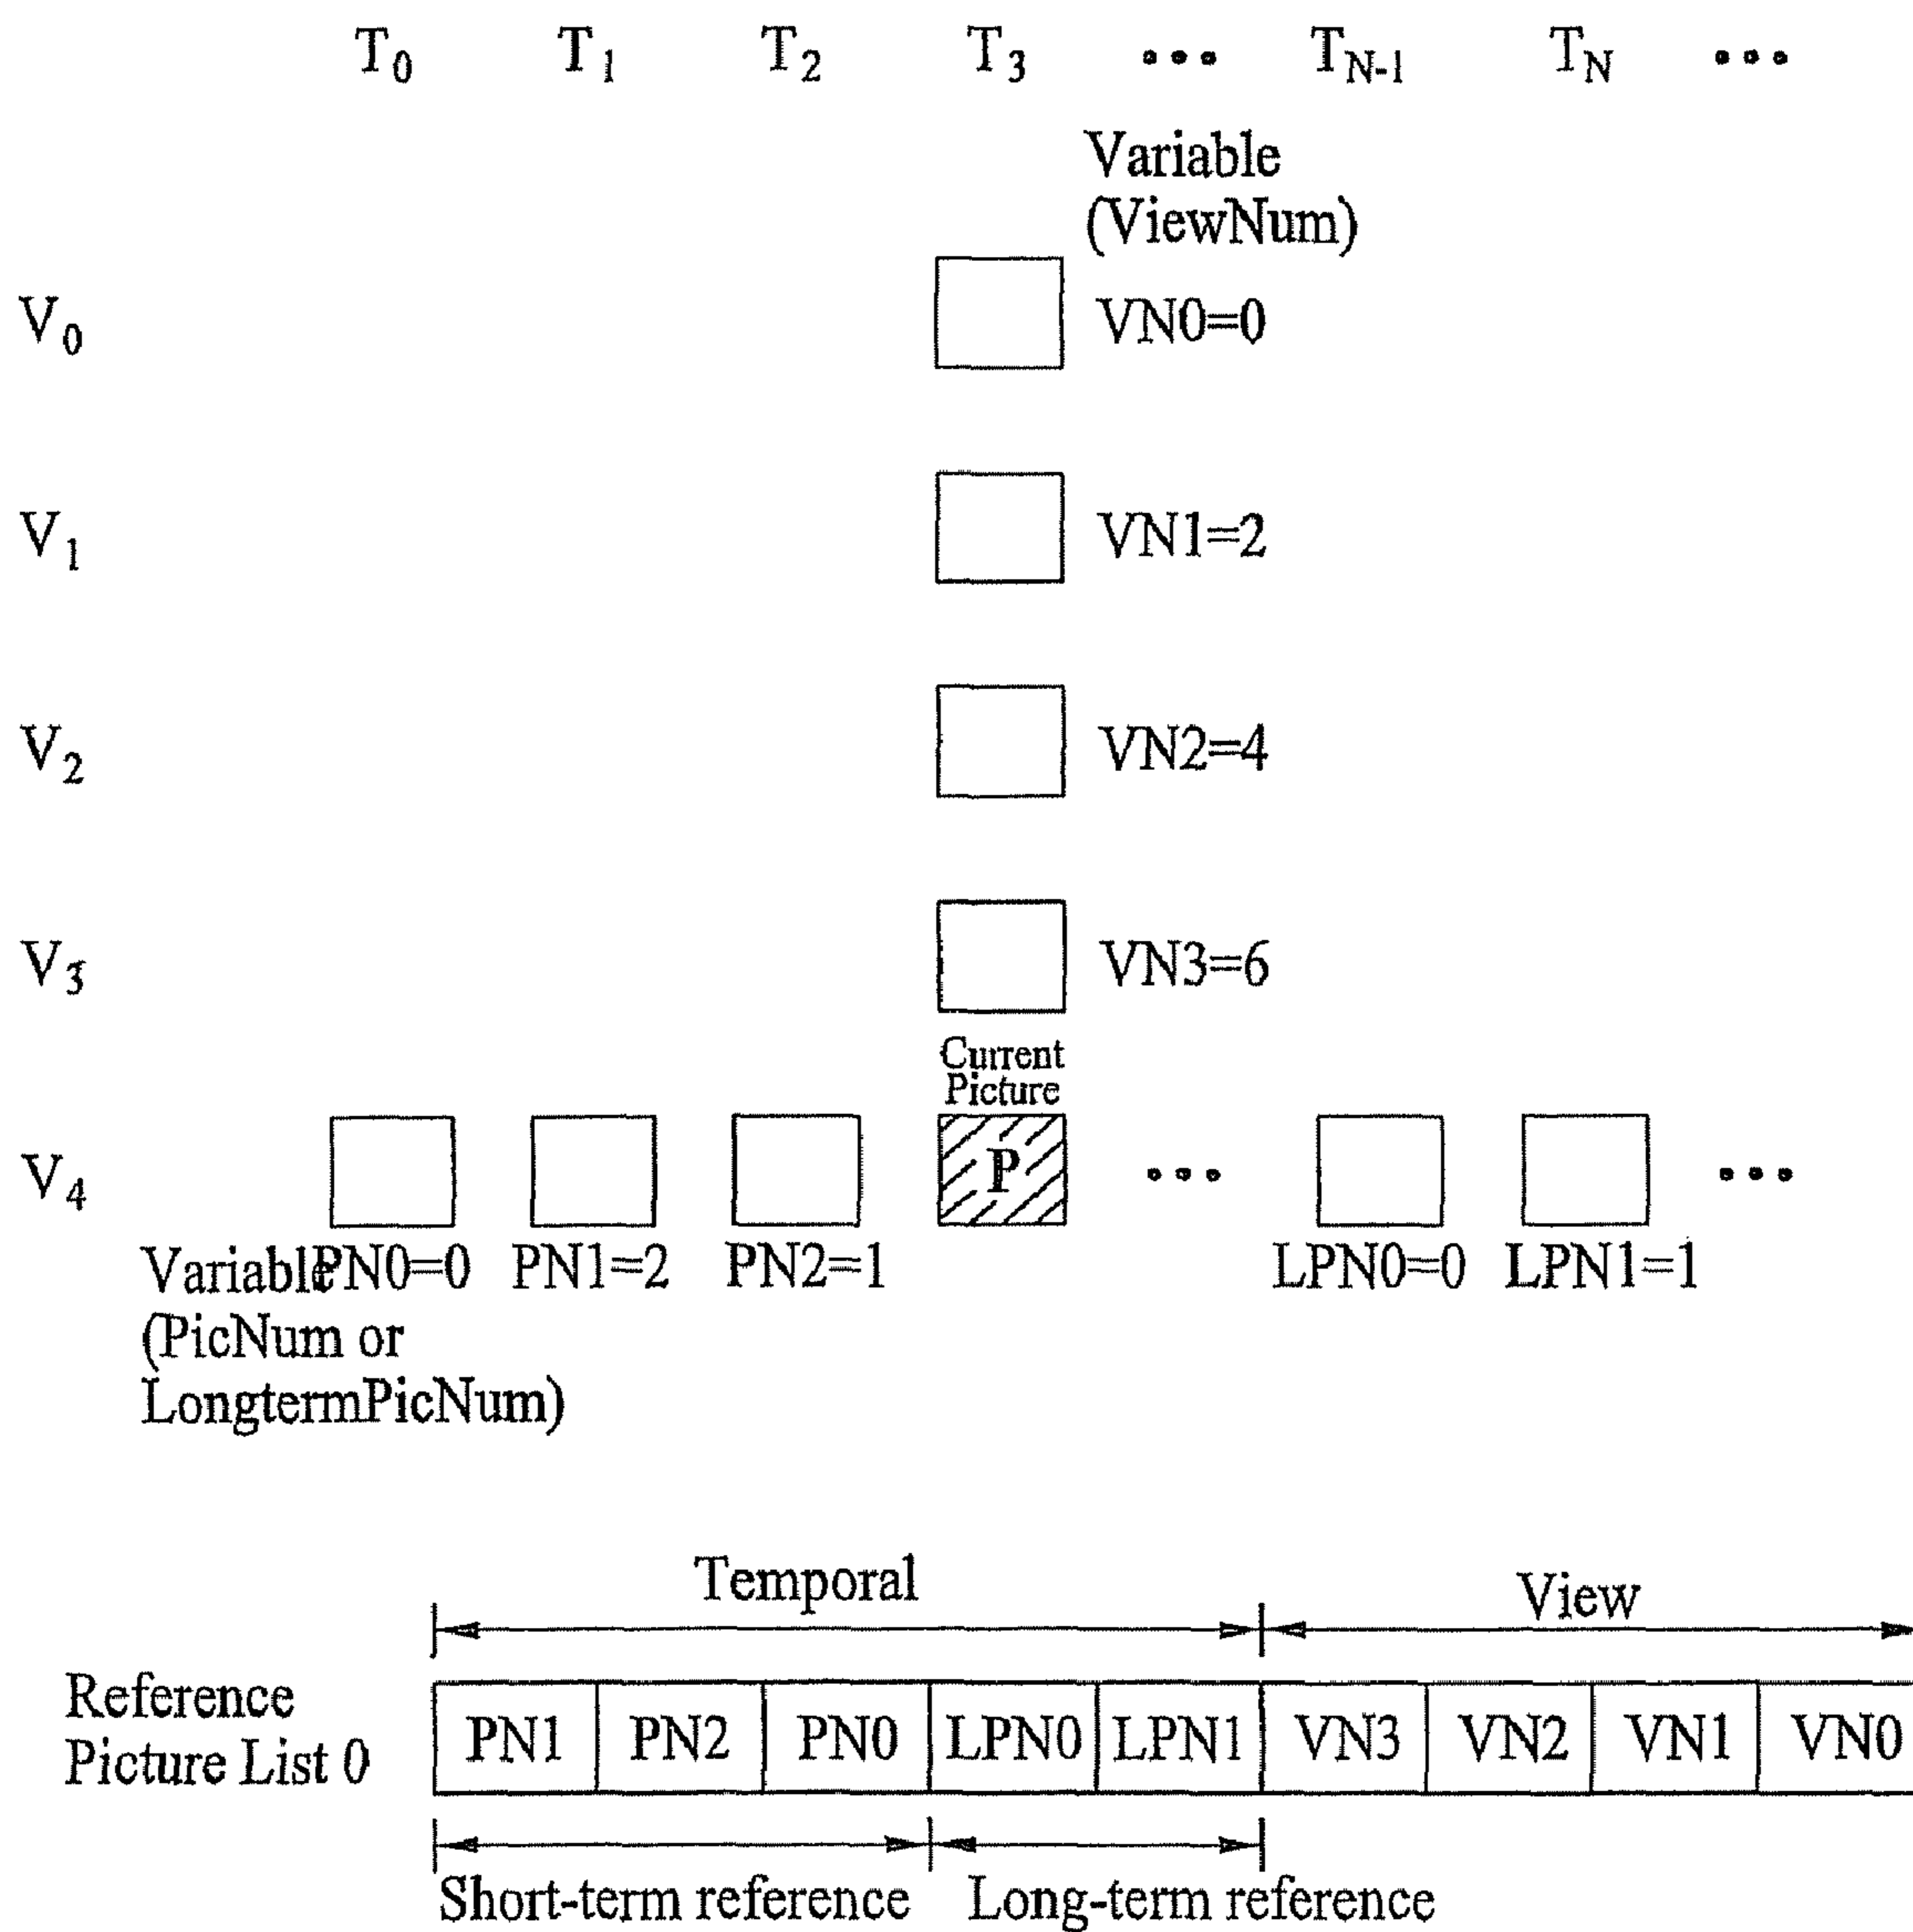 T0 T1 T2 T3 ••• TN-1 TN •••
Variable
(ViewNum)
V0 VN0=0
V1 VN1=2
V2 VN2=4
V3 VN3=6
Current
Picture
V4 P ••• •••
Variable PN0=0 PN1=2 PN2=1 LPN0=0 LPN1=1
(PicNum or
LongtermPicNum)
Temporal View
Reference
Picture List 0
PN1 PN2 PN0 LPN0 LPN1 VN3 VN2 VN1 VN0
Short-term reference Long-term reference